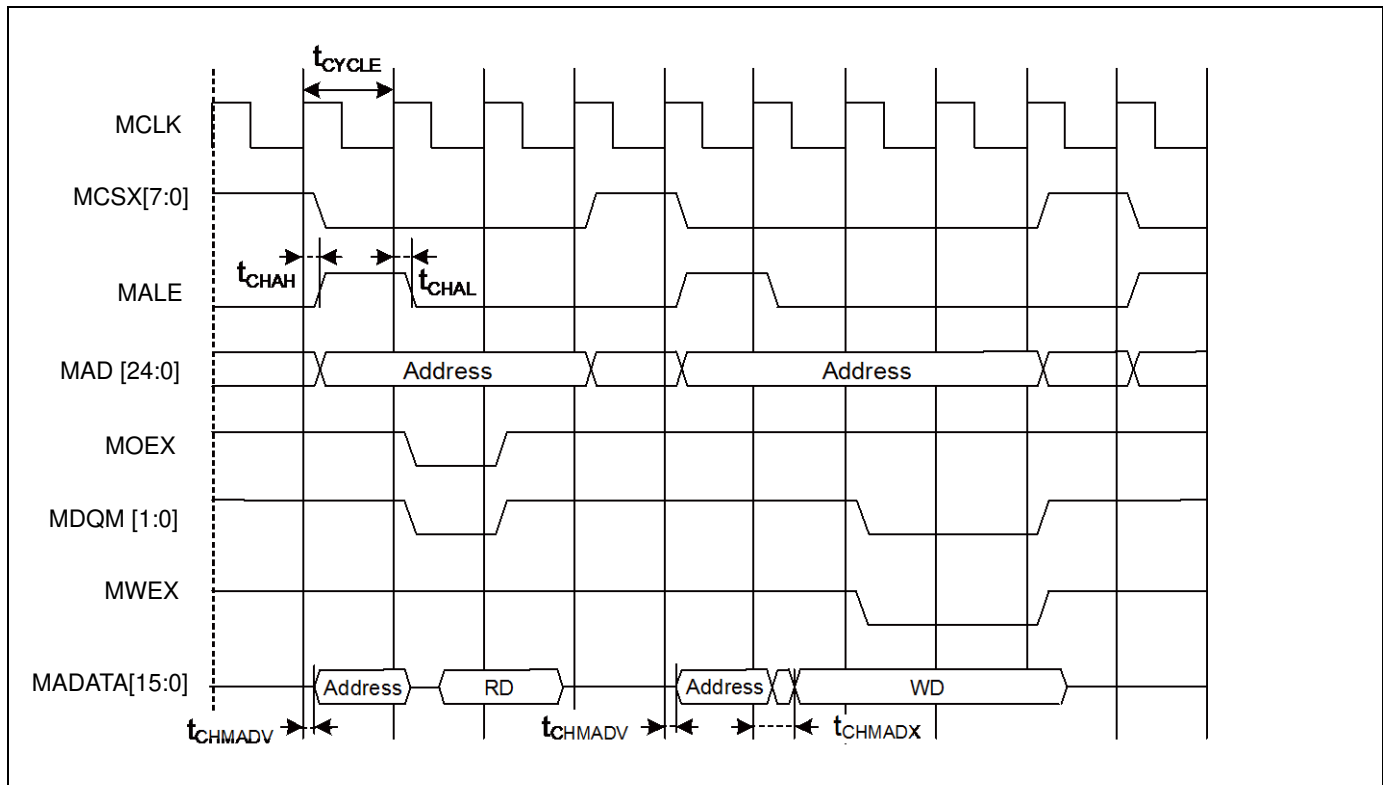 tCYCLE
MCLK
MCSX[7:0]
tCHAH
tCHAL
MALE
MAD [24:0]
Address
Address
MOEX
MDQM [1:0]
MWEX
MADATA[15:0]
Address
RD
Address
WD
tCHMADV
tCHMADV
tCHMADX